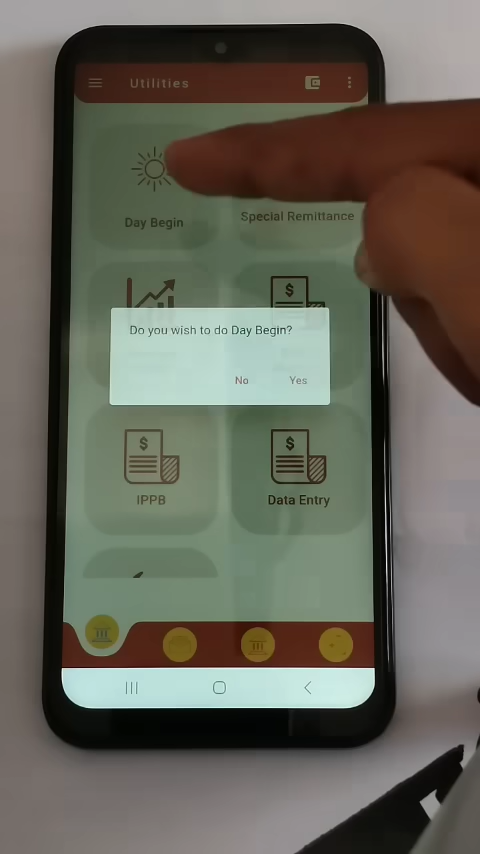 Utilities
Day Begin
Special Remittance
$
Do you wish to do Day Begin?
No
Yes
$
$
IPPB
Data Entry